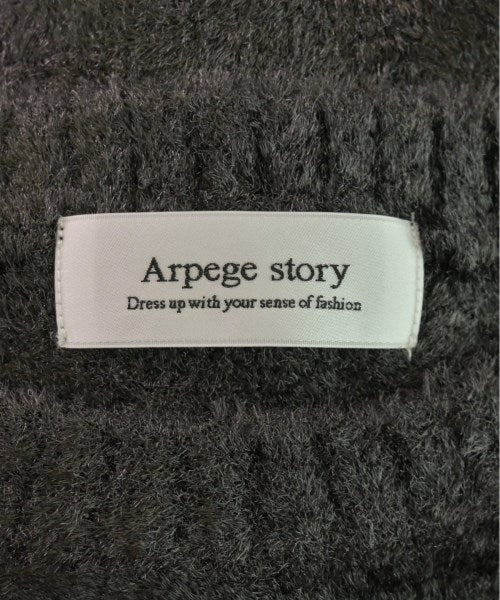 Arpege story
Dress up with your sense of fashion